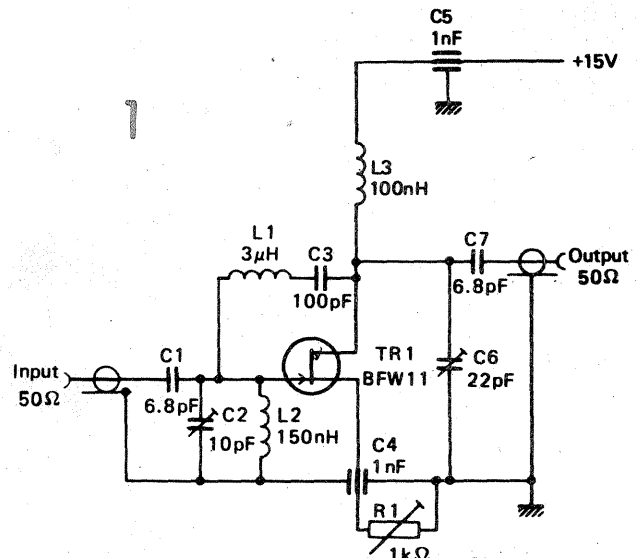 C5
1nF
+15V
1
L3
100nH
L1
3µH
C3
100pF
C7
6.8pF
Output
50Ω
TR1
BFW11
C6
22pF
Input
50Ω
C1
6.8pF
C2
10pF
L2
150nH
C4
1nF
R1
1kΩ